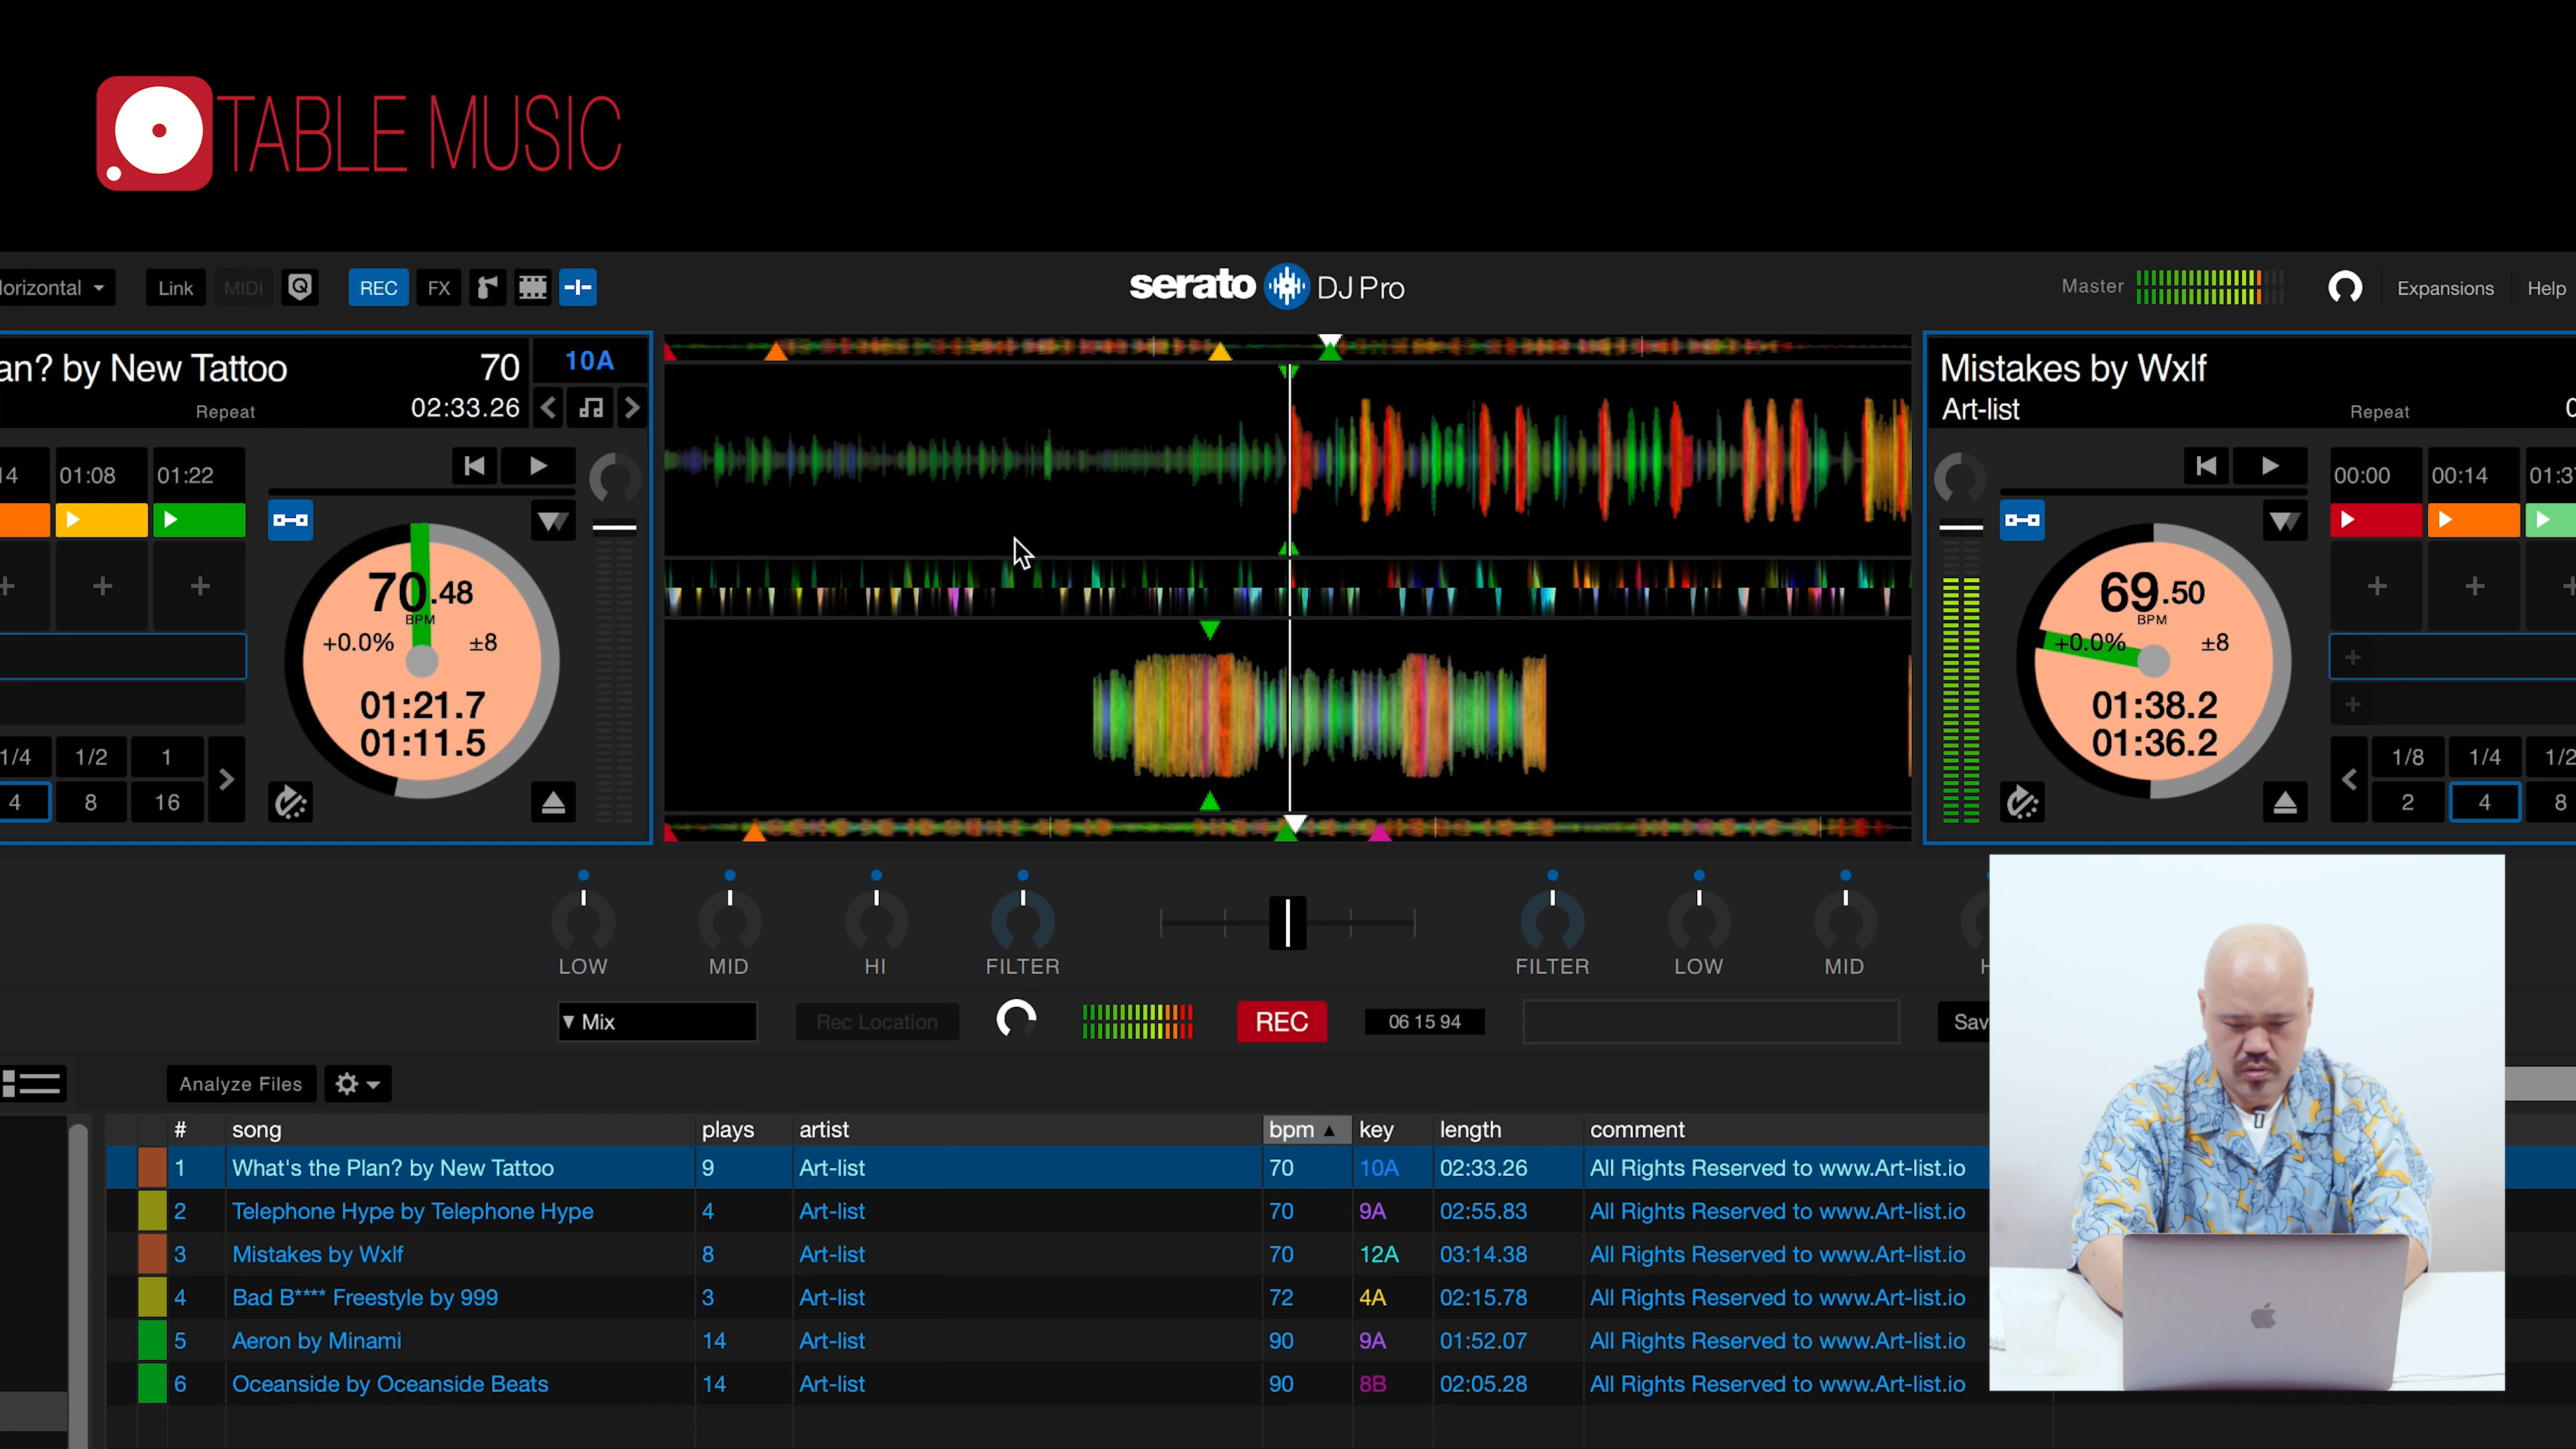 TABLE MUSIC
orizontal Link MIDI REC FX serato DJ Pro Master Expansions Help
an? by New Tattoo 70 10A
Repeat 02:33.26
14 01:08 01:22
70.48
BPM
+0.0% ±8
01:21.7
01:11.5
1/4 1/2 1
4 8 16
Mistakes by Wxlf
Art-list Repeat 0
00:00 00:14 01:3
69.50
BPM
+0.0% ±8
01:38.2
01:36.2
1/8 1/4 1/2
2 4 8
LOW MID HI FILTER FILTER LOW MID H
Mix Rec Location REC 06 15 94 Sav
Analyze Files
# song plays artist bpm key length comment
1 What's the Plan? by New Tattoo 9 Art-list 70 10A 02:33.26 All Rights Reserved to www.Art-list.io
2 Telephone Hype by Telephone Hype 4 Art-list 70 9A 02:55.83 All Rights Reserved to www.Art-list.io
3 Mistakes by Wxlf 8 Art-list 70 12A 03:14.38 All Rights Reserved to www.Art-list.io
4 Bad B**** Freestyle by 999 3 Art-list 72 4A 02:15.78 All Rights Reserved to www.Art-list.io
5 Aeron by Minami 14 Art-list 90 9A 01:52.07 All Rights Reserved to www.Art-list.io
6 Oceanside by Oceanside Beats 14 Art-list 90 8B 02:05.28 All Rights Reserved to www.Art-list.io